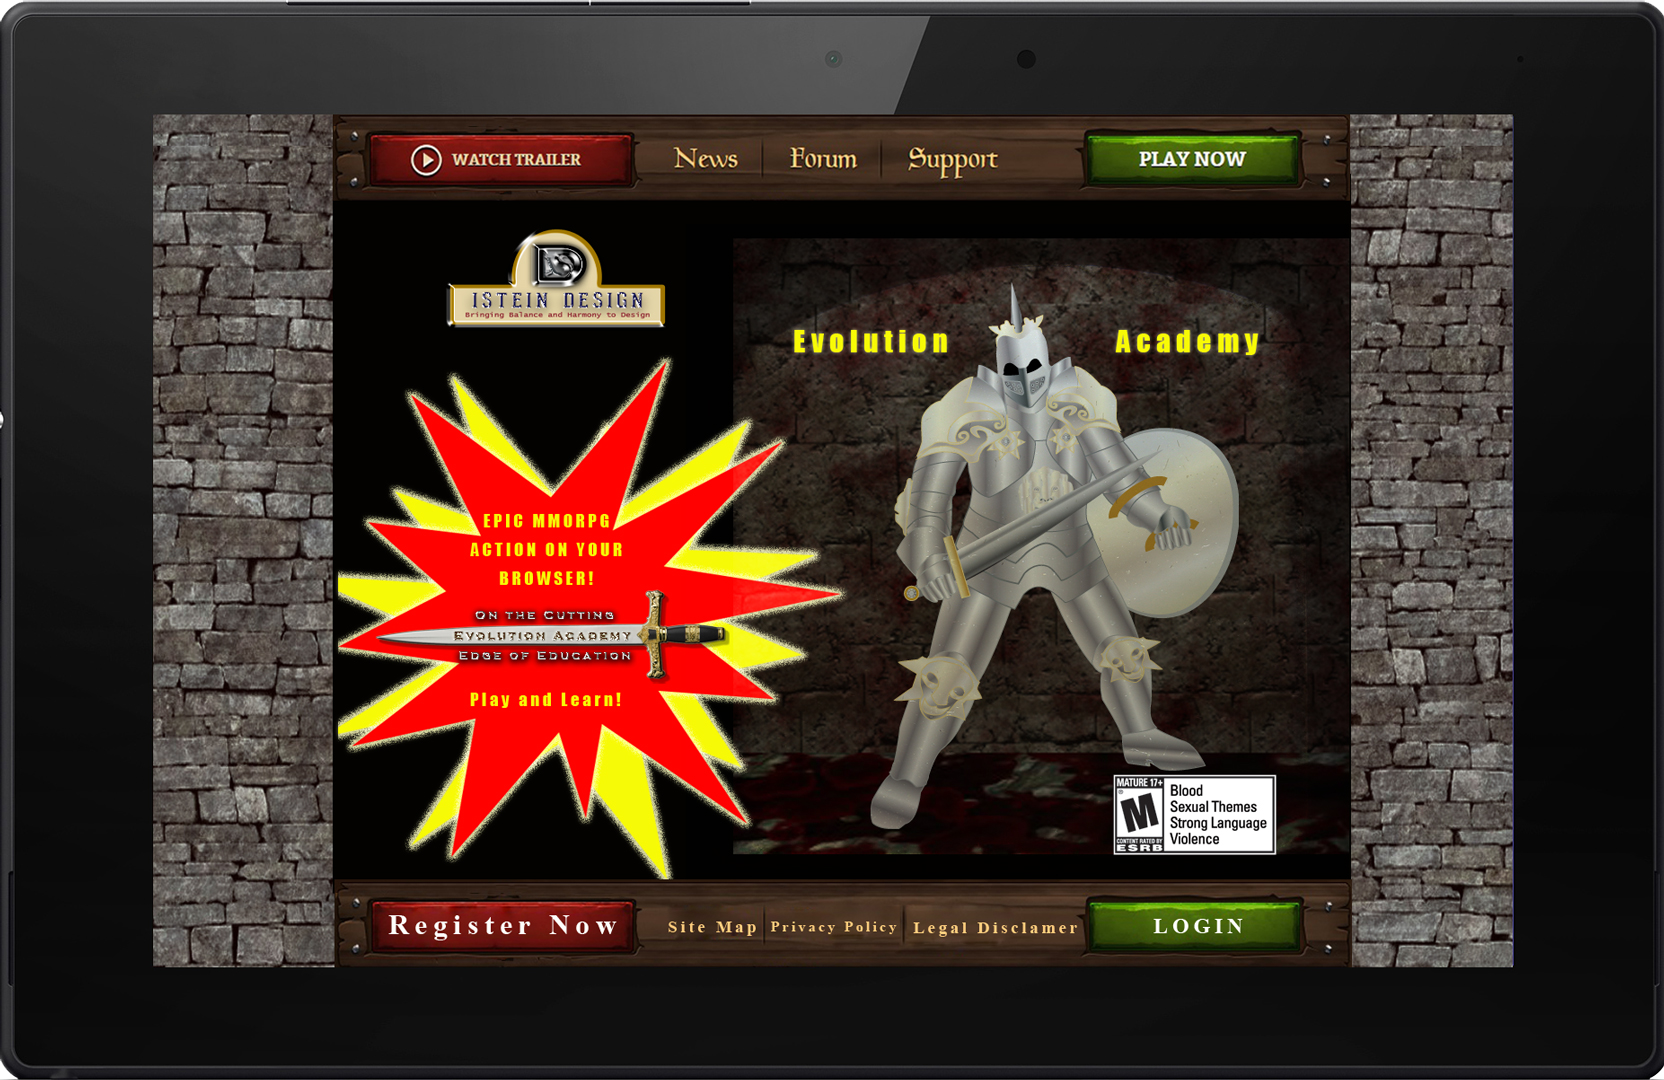 WATCH TRAILER
News
Forum
Support
PLAY NOW
D
ISTEIN DESIGN
Bringing Balance and Harmony to Design
Evolution Academy
EPIC MMORPG
ACTION ON YOUR
BROWSER!
On the Cutting
Evolution Academy
Edge of Education
Play and Learn!
MATURE 17+
M
CONTENT RATED BY
ESRB
Blood
Sexual Themes
Strong Language
Violence
Register Now
Site Map
Privacy Policy
Legal Disclamer
LOGIN